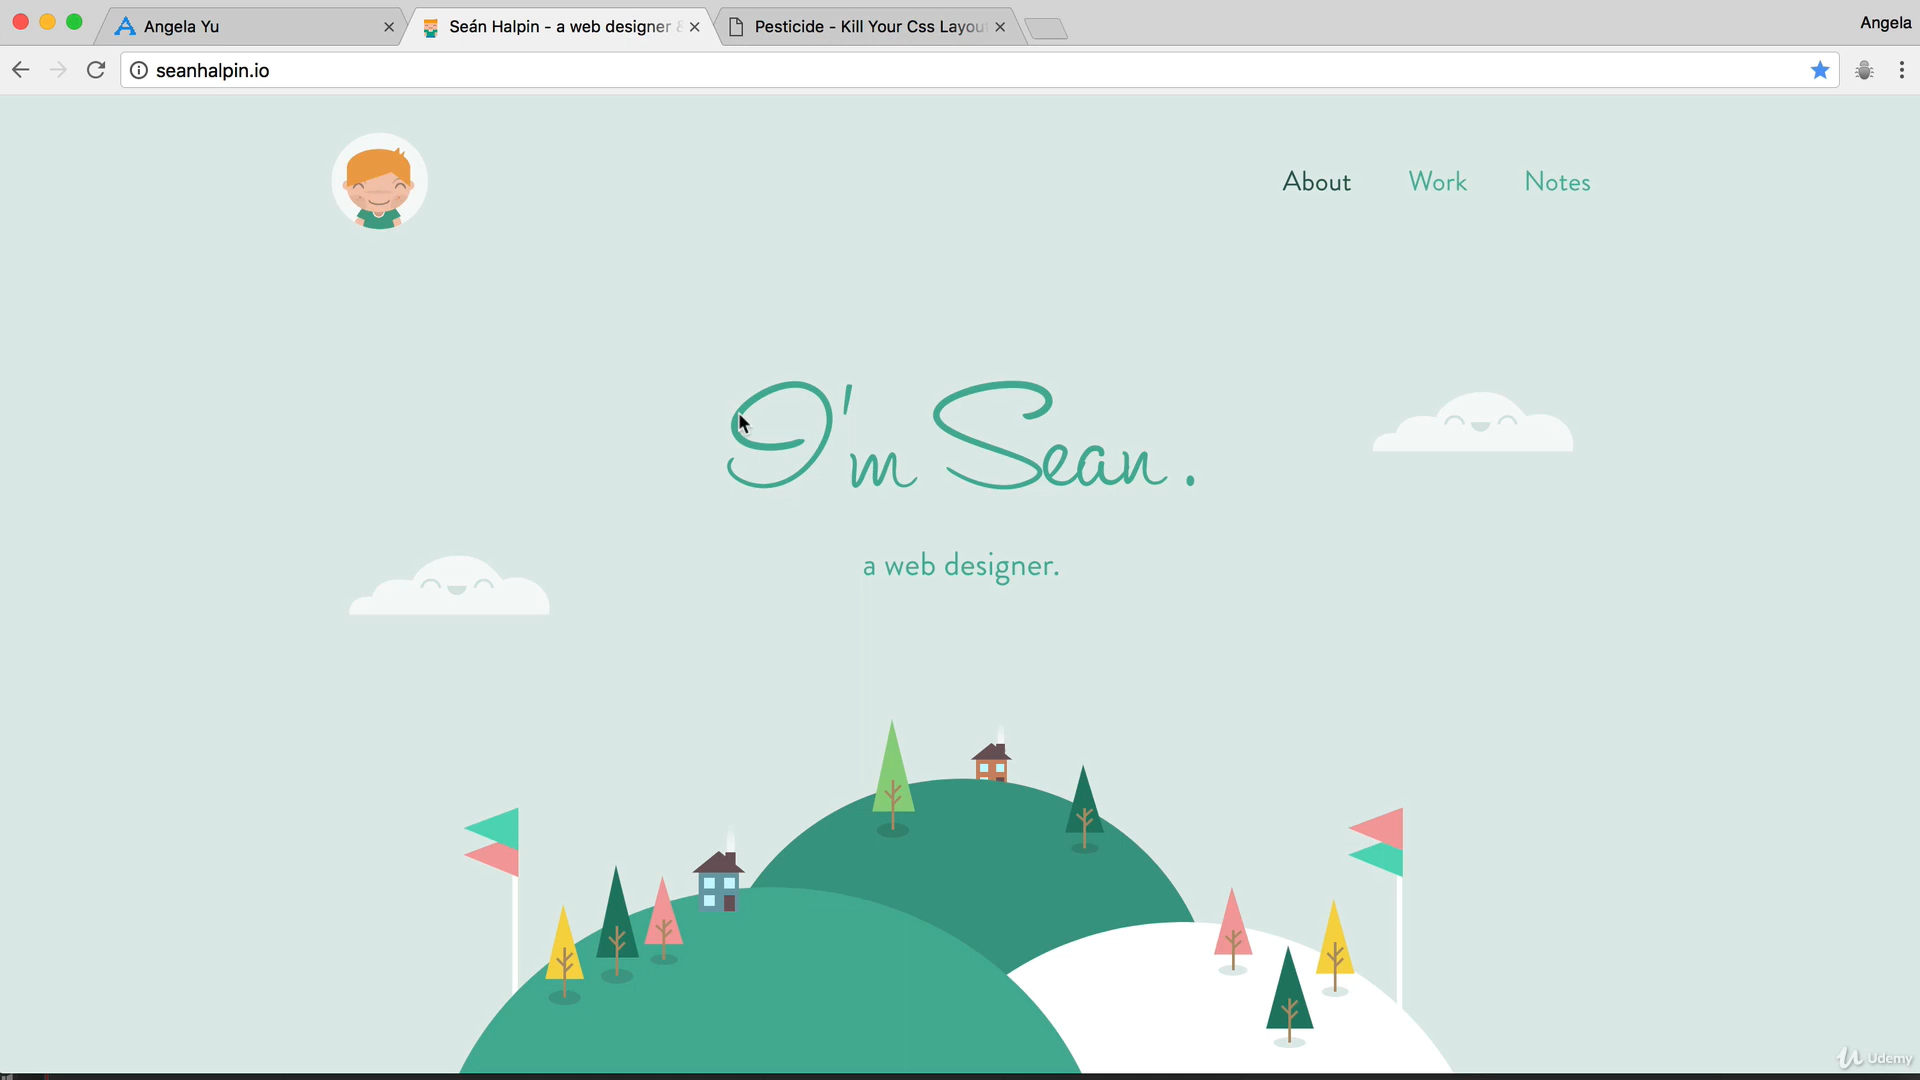 Angela Yu
Seán Halpin - a web designer
Pesticide - Kill Your Css Layou
Angela
seanhalpin.io
About
Work
Notes
I'm Sean.
a web designer.
Udemy